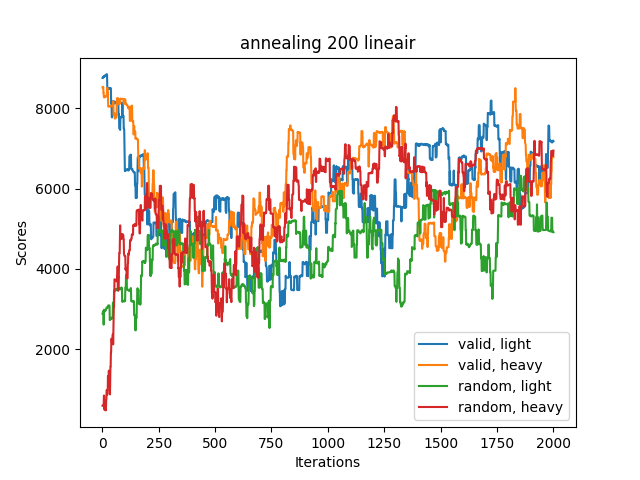 annealing 200 lineair
Scores
8000
6000
4000
2000
valid, light
valid, heavy
random, light
random, heavy
0
250
500
750
1000
1250
1500
1750
2000
Iterations